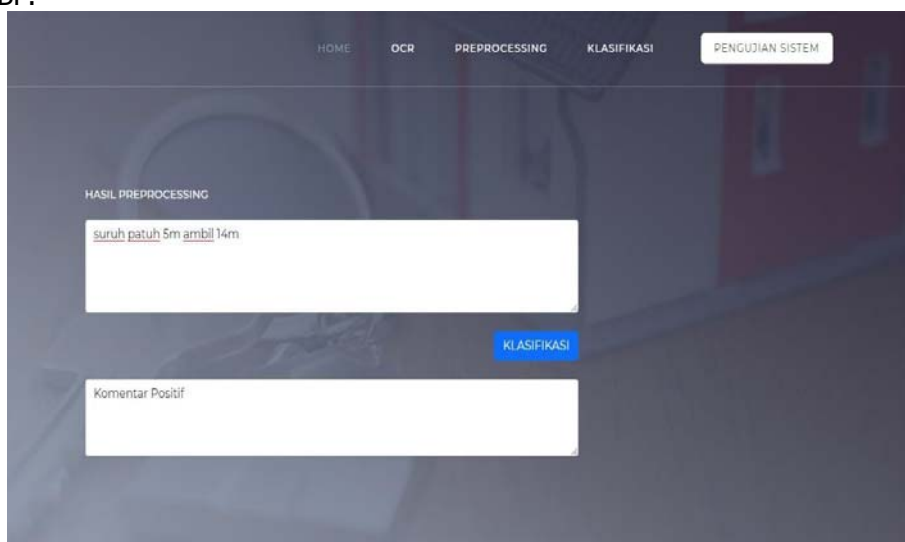 HOME OCR PREPROCESSING KLASIFIKASI PENGUJIAN SISTEM
HASIL PREPROCESSING
suruh patuh 5m ambil 14m
KLASIFIKASI
Komentar Positif